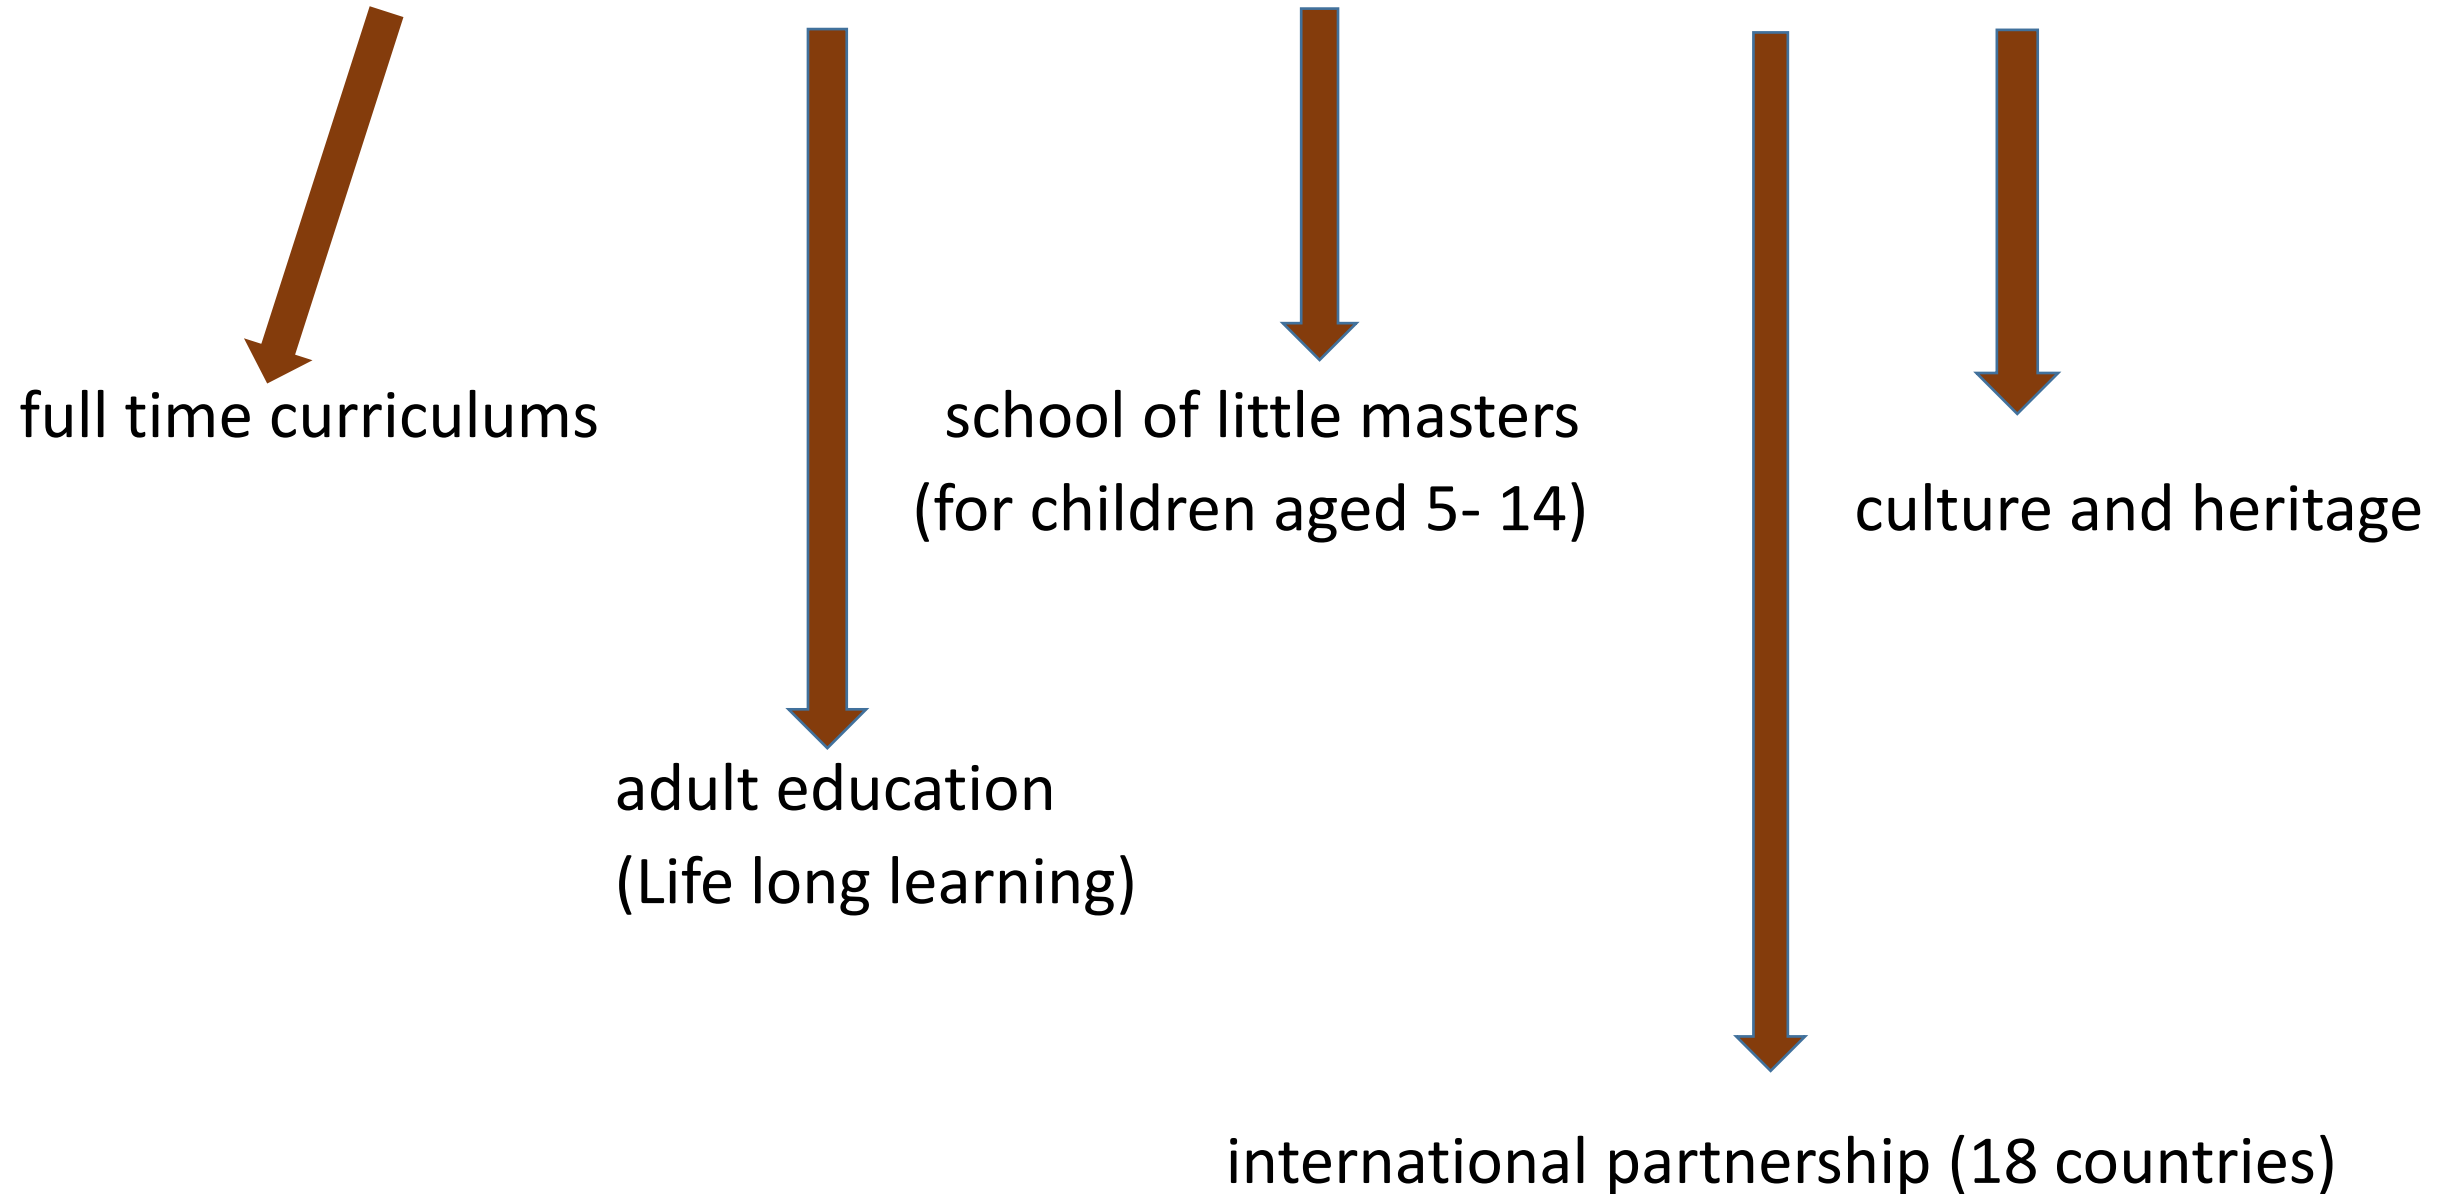 full time curriculums
school of little masters
(for children aged 5- 14)
culture and heritage
adult education
(Life long learning)
international partnership (18 countries)